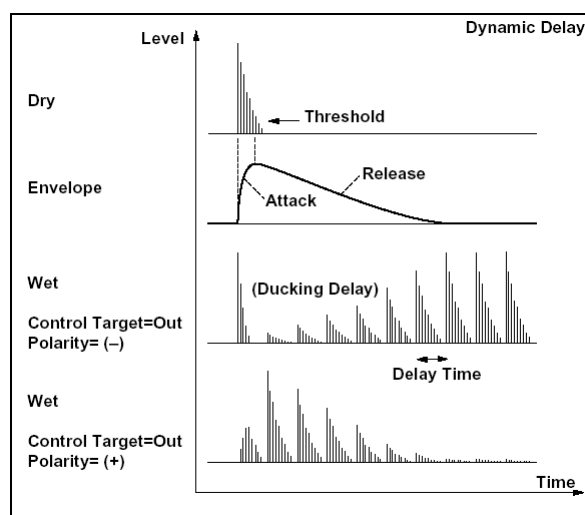 Dynamic Delay
Level
Dry
Threshold
Envelope
Release
Attack
Wet
(Ducking Delay)
Control Target=Out
Polarity= (–)
Delay Time
Wet
Control Target=Out
Polarity= (+)
Time